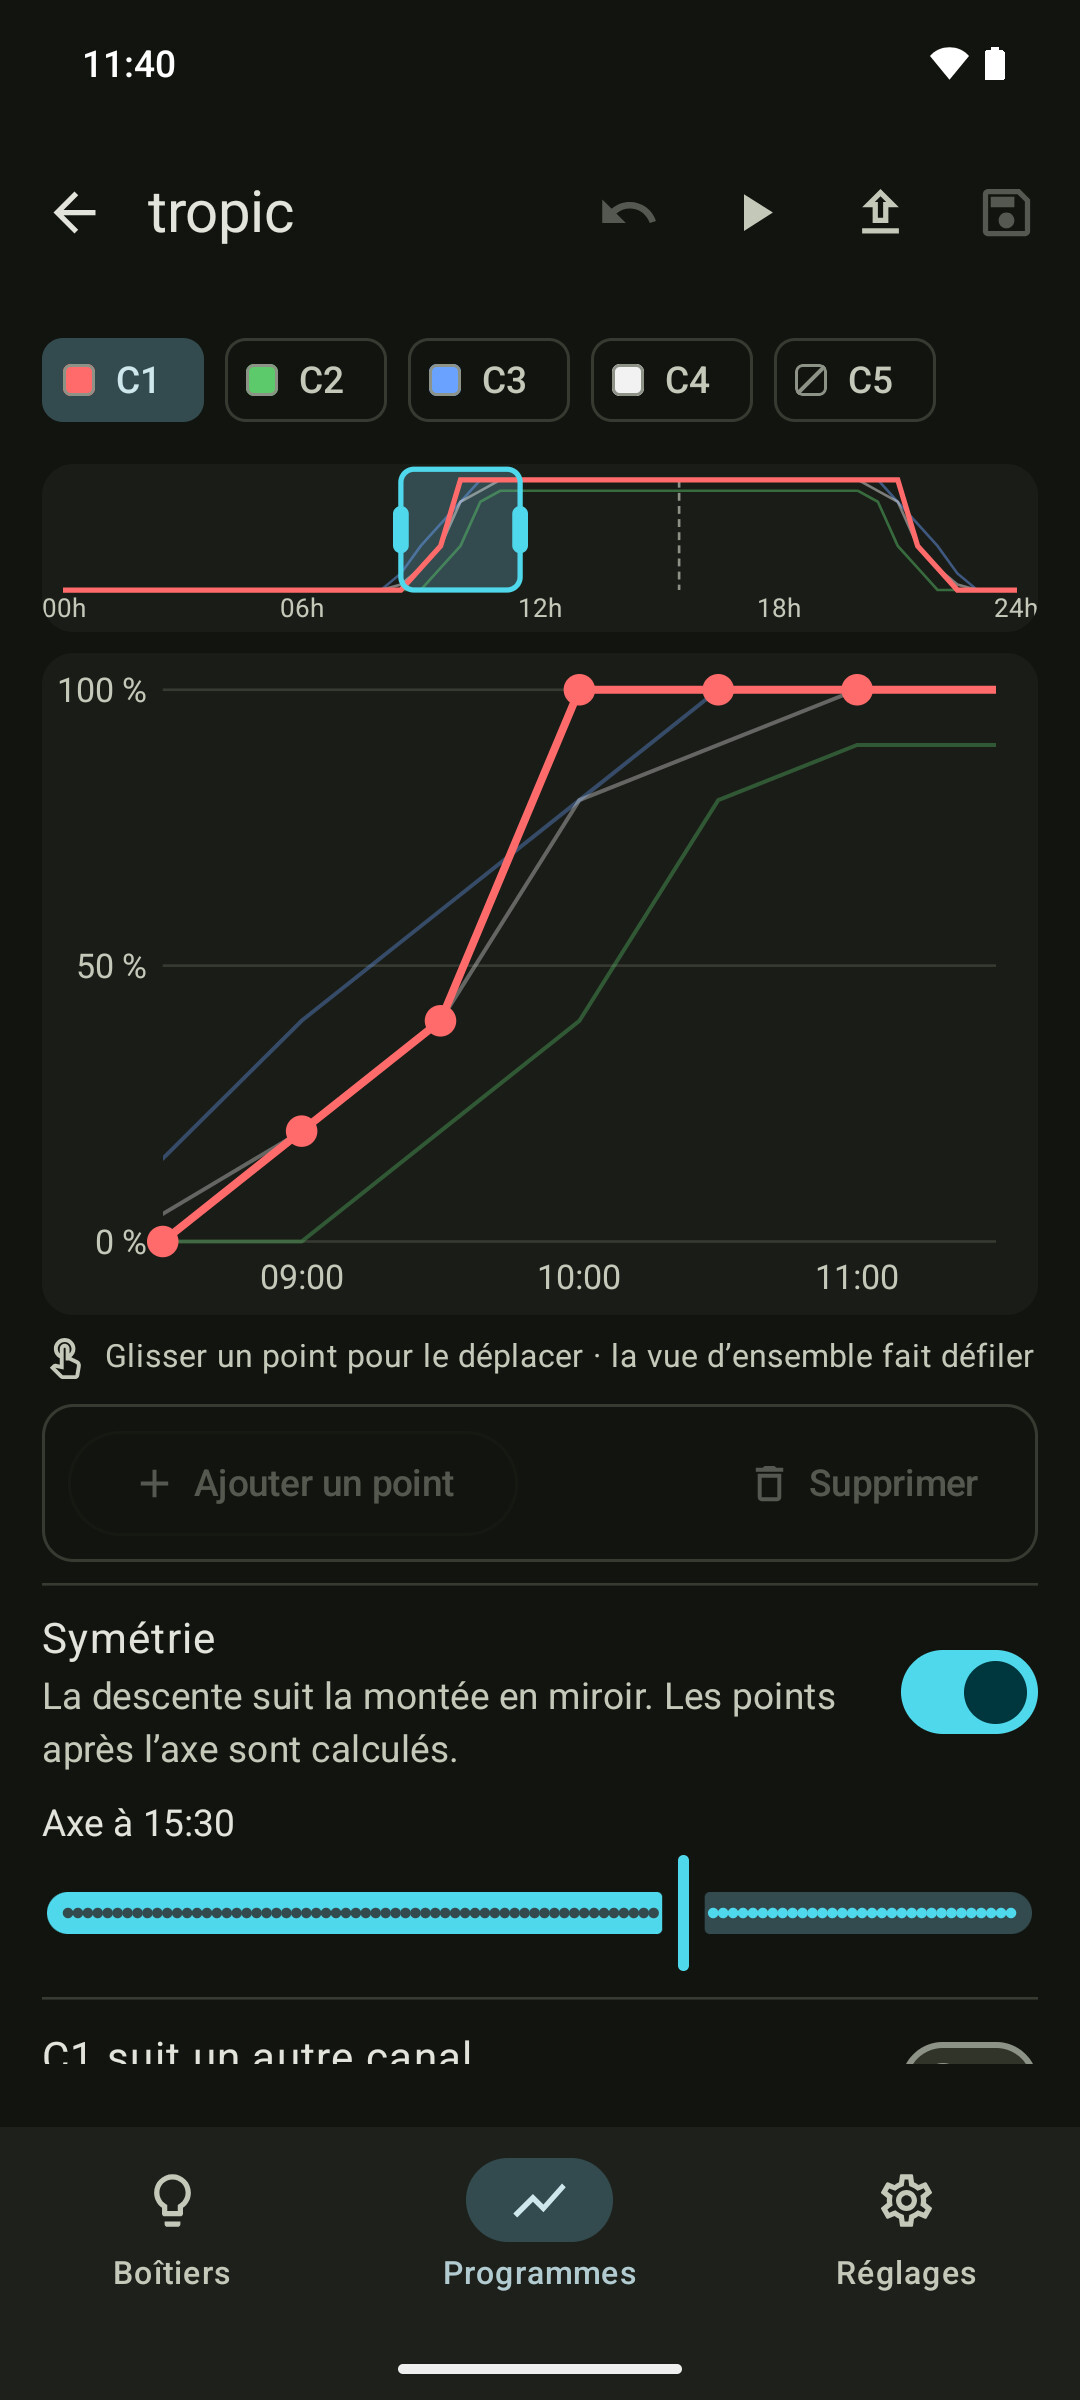 11:40
tropic
C1
C2
C3
C4
C5
00h
06h
12h
18h
24h
100 %
50 %
0 %
09:00
10:00
11:00
Glisser un point pour le déplacer · la vue d’ensemble fait défiler
Ajouter un point
Supprimer
Symétrie
La descente suit la montée en miroir. Les points
après l’axe sont calculés.
Axe à 15:30
C1 suit un autre canal
Boîtiers
Programmes
Réglages